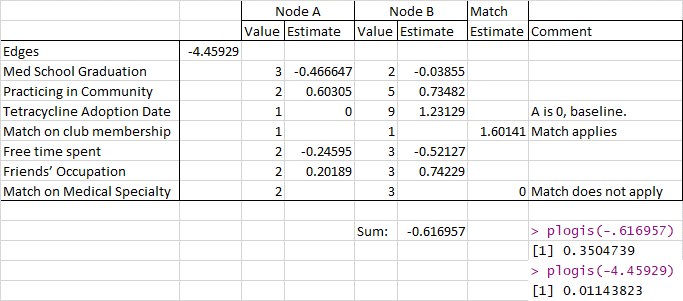 Node A Node B Match
Value Estimate Value Estimate Estimate Comment
Edges -4.45929
Med School Graduation 3 -0.466647 2 -0.03855
Practicing in Community 2 0.60305 5 0.73482
Tetracycline Adoption Date 1 0 9 1.23129 A is 0, baseline.
Match on club membership 1 1 1.60141 Match applies
Free time spent 2 -0.24595 3 -0.52127
Friends' Occupation 2 0.20189 3 0.74229
Match on Medical Specialty 2 3 0 Match does not apply
Sum: -0.616957 > plogis(-.616957)
[1] 0.3504739
> plogis(-4.45929)
[1] 0.01143823